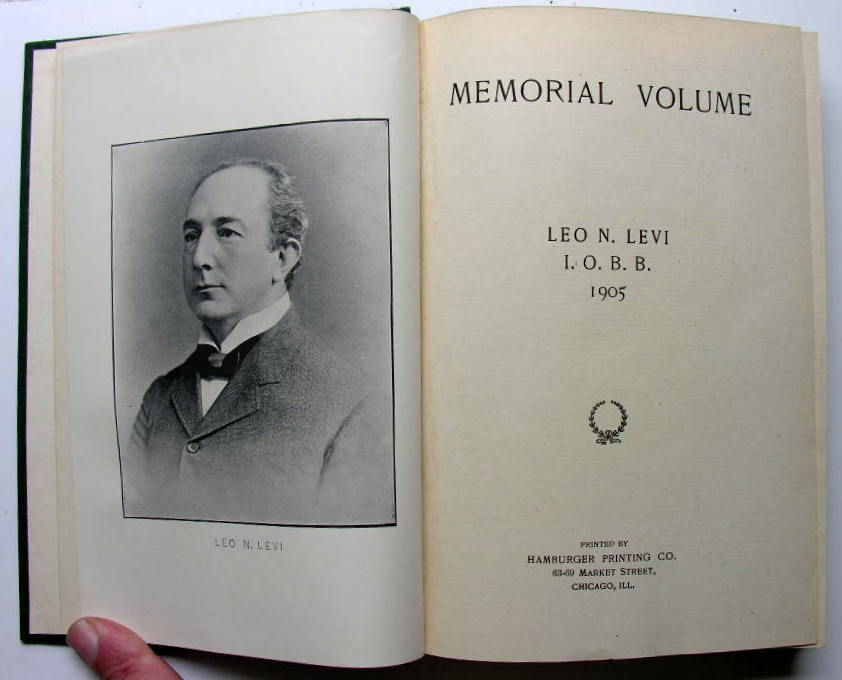 LEO N. LEVI
MEMORIAL VOLUME
LEO N. LEVI
I. O. B. B.
1905
PRINTED BY
HAMBURGER PRINTING CO.
63-69 MARKET STREET,
CHICAGO, ILL.